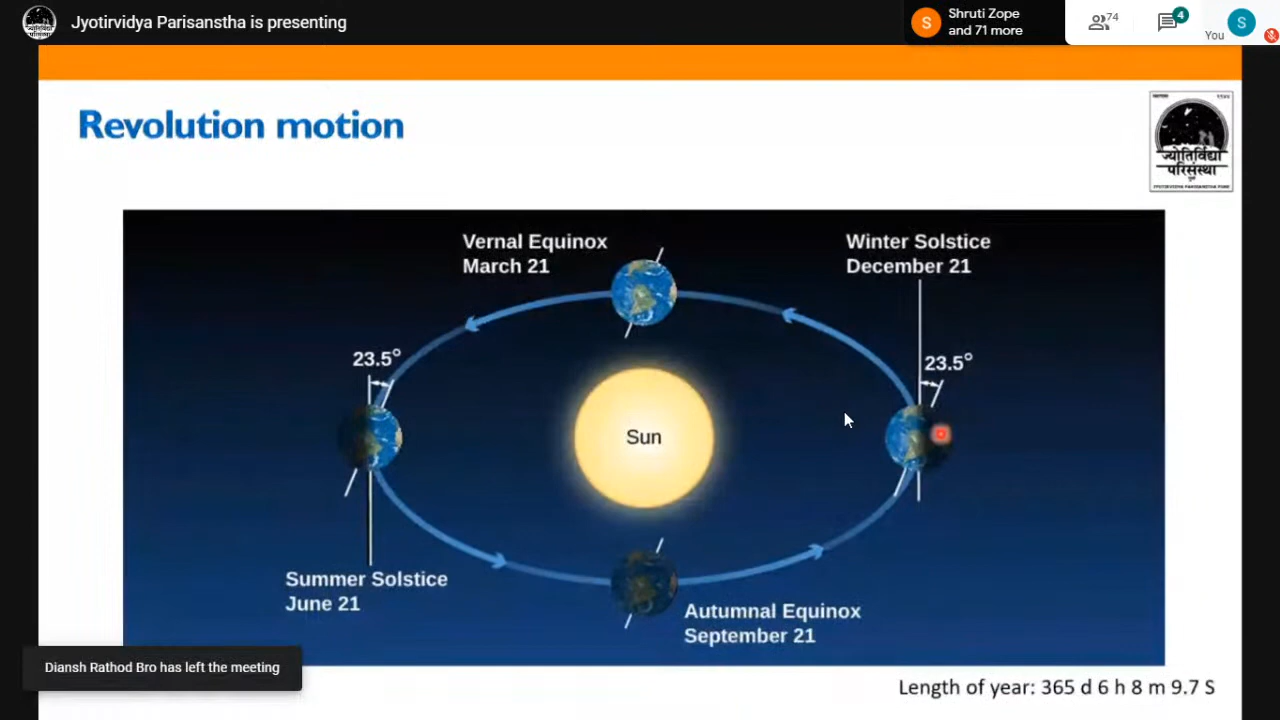 Jyotirvidya Parisanstha is presenting
Shruti Zope
and 71 more
S
74
4
You
S
Revolution motion
ज्योतिर्विद्या
परिसंस्था
Vernal Equinox
March 21
Winter Solstice
December 21
23.5°
23.5°
Sun
Summer Solstice
June 21
Autumnal Equinox
September 21
Diansh Rathod Bro has left the meeting
Length of year: 365 d 6 h 8 m 9.7 S